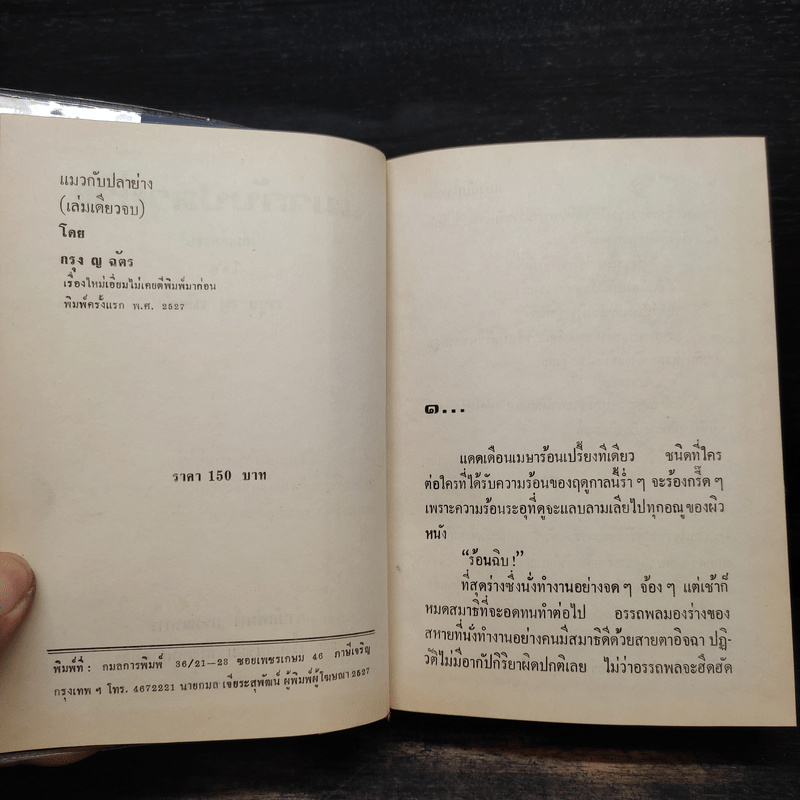 แมวกับปลาย่าง
(เล่มเดียวจบ)
โดย
กรุง ญ ฉัตร
เรื่องใหม่เอี่ยมไม่เคยตีพิมพ์มาก่อน
พิมพ์ครั้งแรก พ.ศ. 2527
ราคา 150 บาท
พิมพ์ที่ : กมลการพิมพ์ 36/21-23 ซอยเพชรเกษม 46 ภาษีเจริญ
กรุงเทพ ฯ โทร. 4672221 นายกมล เจียระสุพัฒน์ ผู้พิมพ์ผู้โฆษณา 2527
๑...
แดดเดือนเมษาร้อนเปรี้ยงทีเดียว ชนิดที่ใคร
ต่อใครที่ได้รับความร้อนของฤดูกาลนี้ร่ำ ๆ จะร้องกรี๊ด ๆ
เพราะความร้อนระอุที่ดูจะแลบลามเลียไปทุกอณูของผิว
หนัง
“ร้อนฉิบ !”
ที่สุดร่างซึ่งนั่งทำงานอย่างจด ๆ จ้อง ๆ แต่เช้าก็
หมดสมาธิที่จะอดทนทำต่อไป อรรถพลมองร่างของ
สหายที่นั่งทำงานอย่างคนมีสมาธิดีด้วยสายตาอิจฉา ปฏิ-
วัติไม่มีอากัปกิริยาผิดปกติเลย ไม่ว่าอรรถพลจะฮึดฮัด